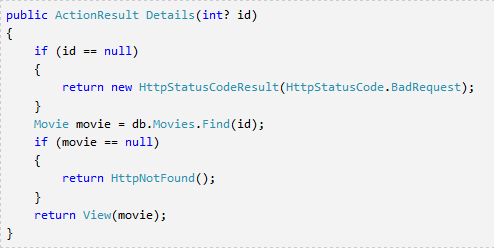 public ActionResult Details(int? id)
{
    if (id == null)
    {
        return new HttpStatusCodeResult(HttpStatusCode.BadRequest);
    }
    Movie movie = db.Movies.Find(id);
    if (movie == null)
    {
        return HttpNotFound();
    }
    return View(movie);
}